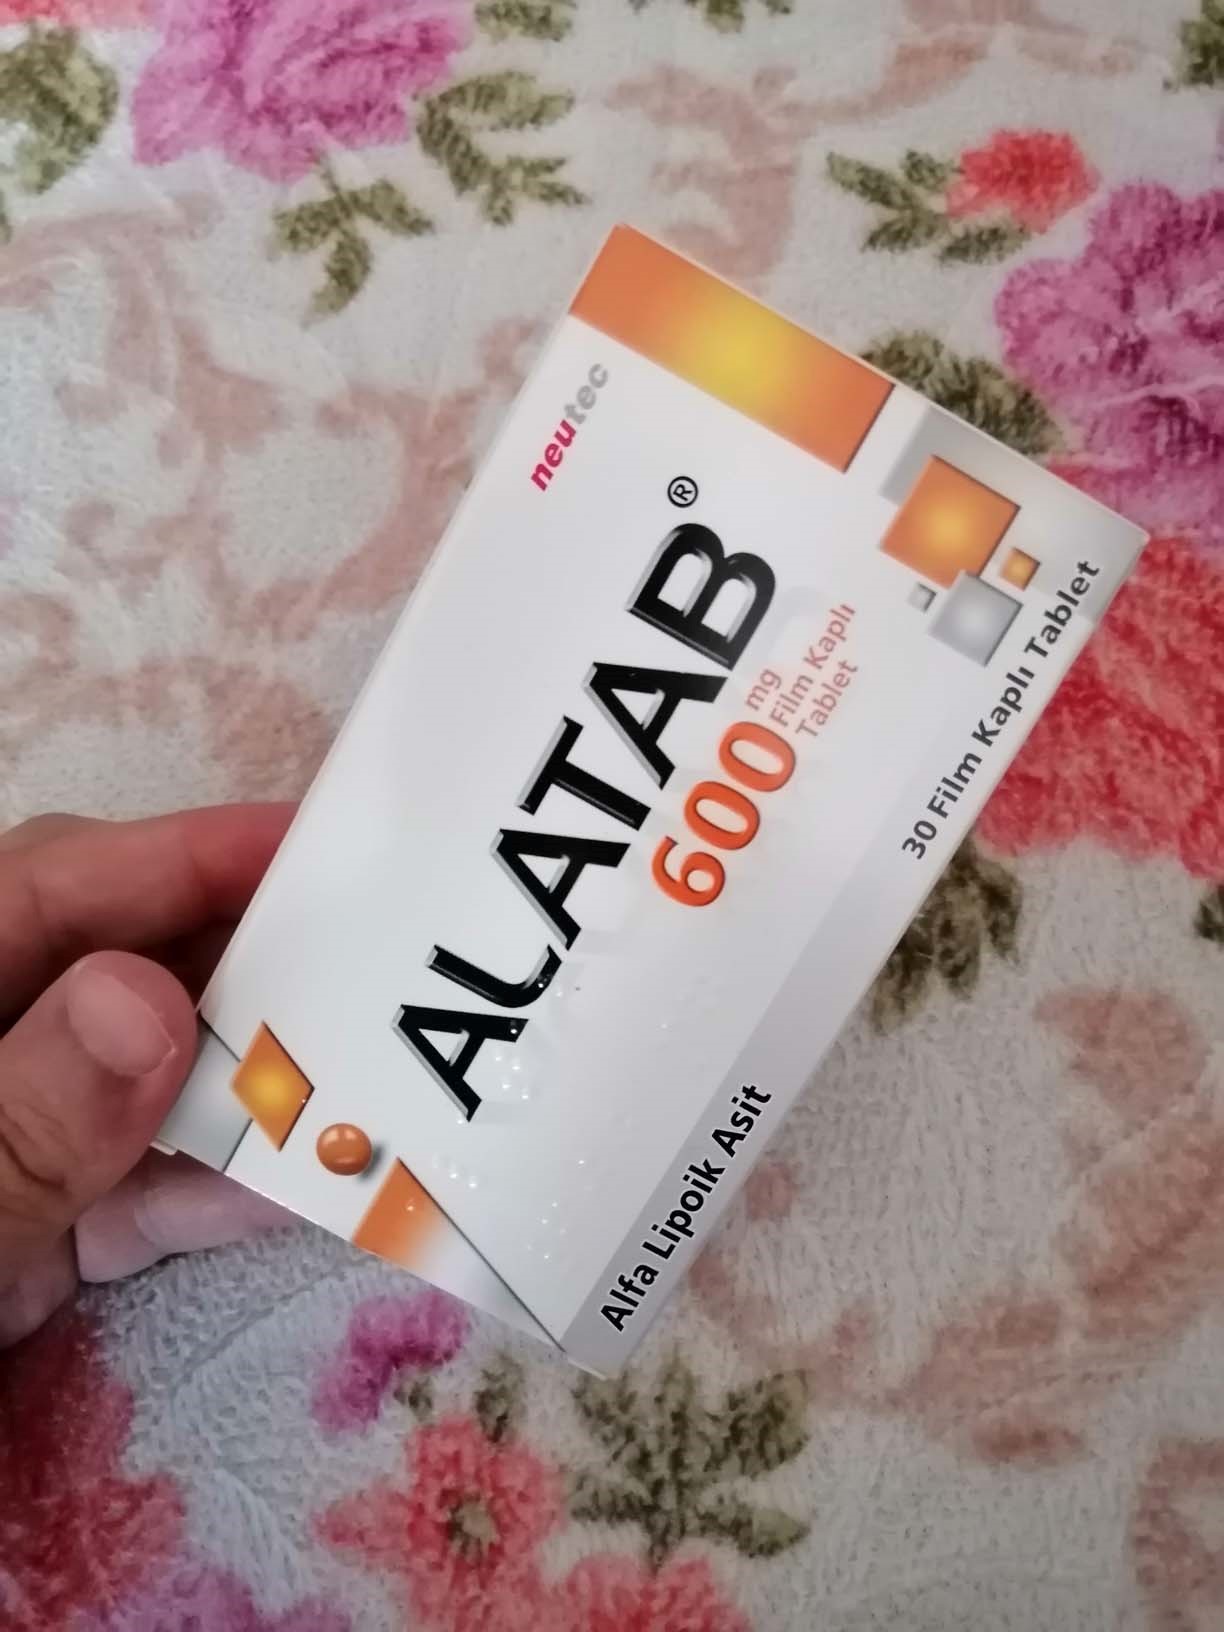 neutec
ALATAB®
600 mg
Film Kaplı
Tablet
Alfa Lipoik Asit
30 Film Kaplı Tablet